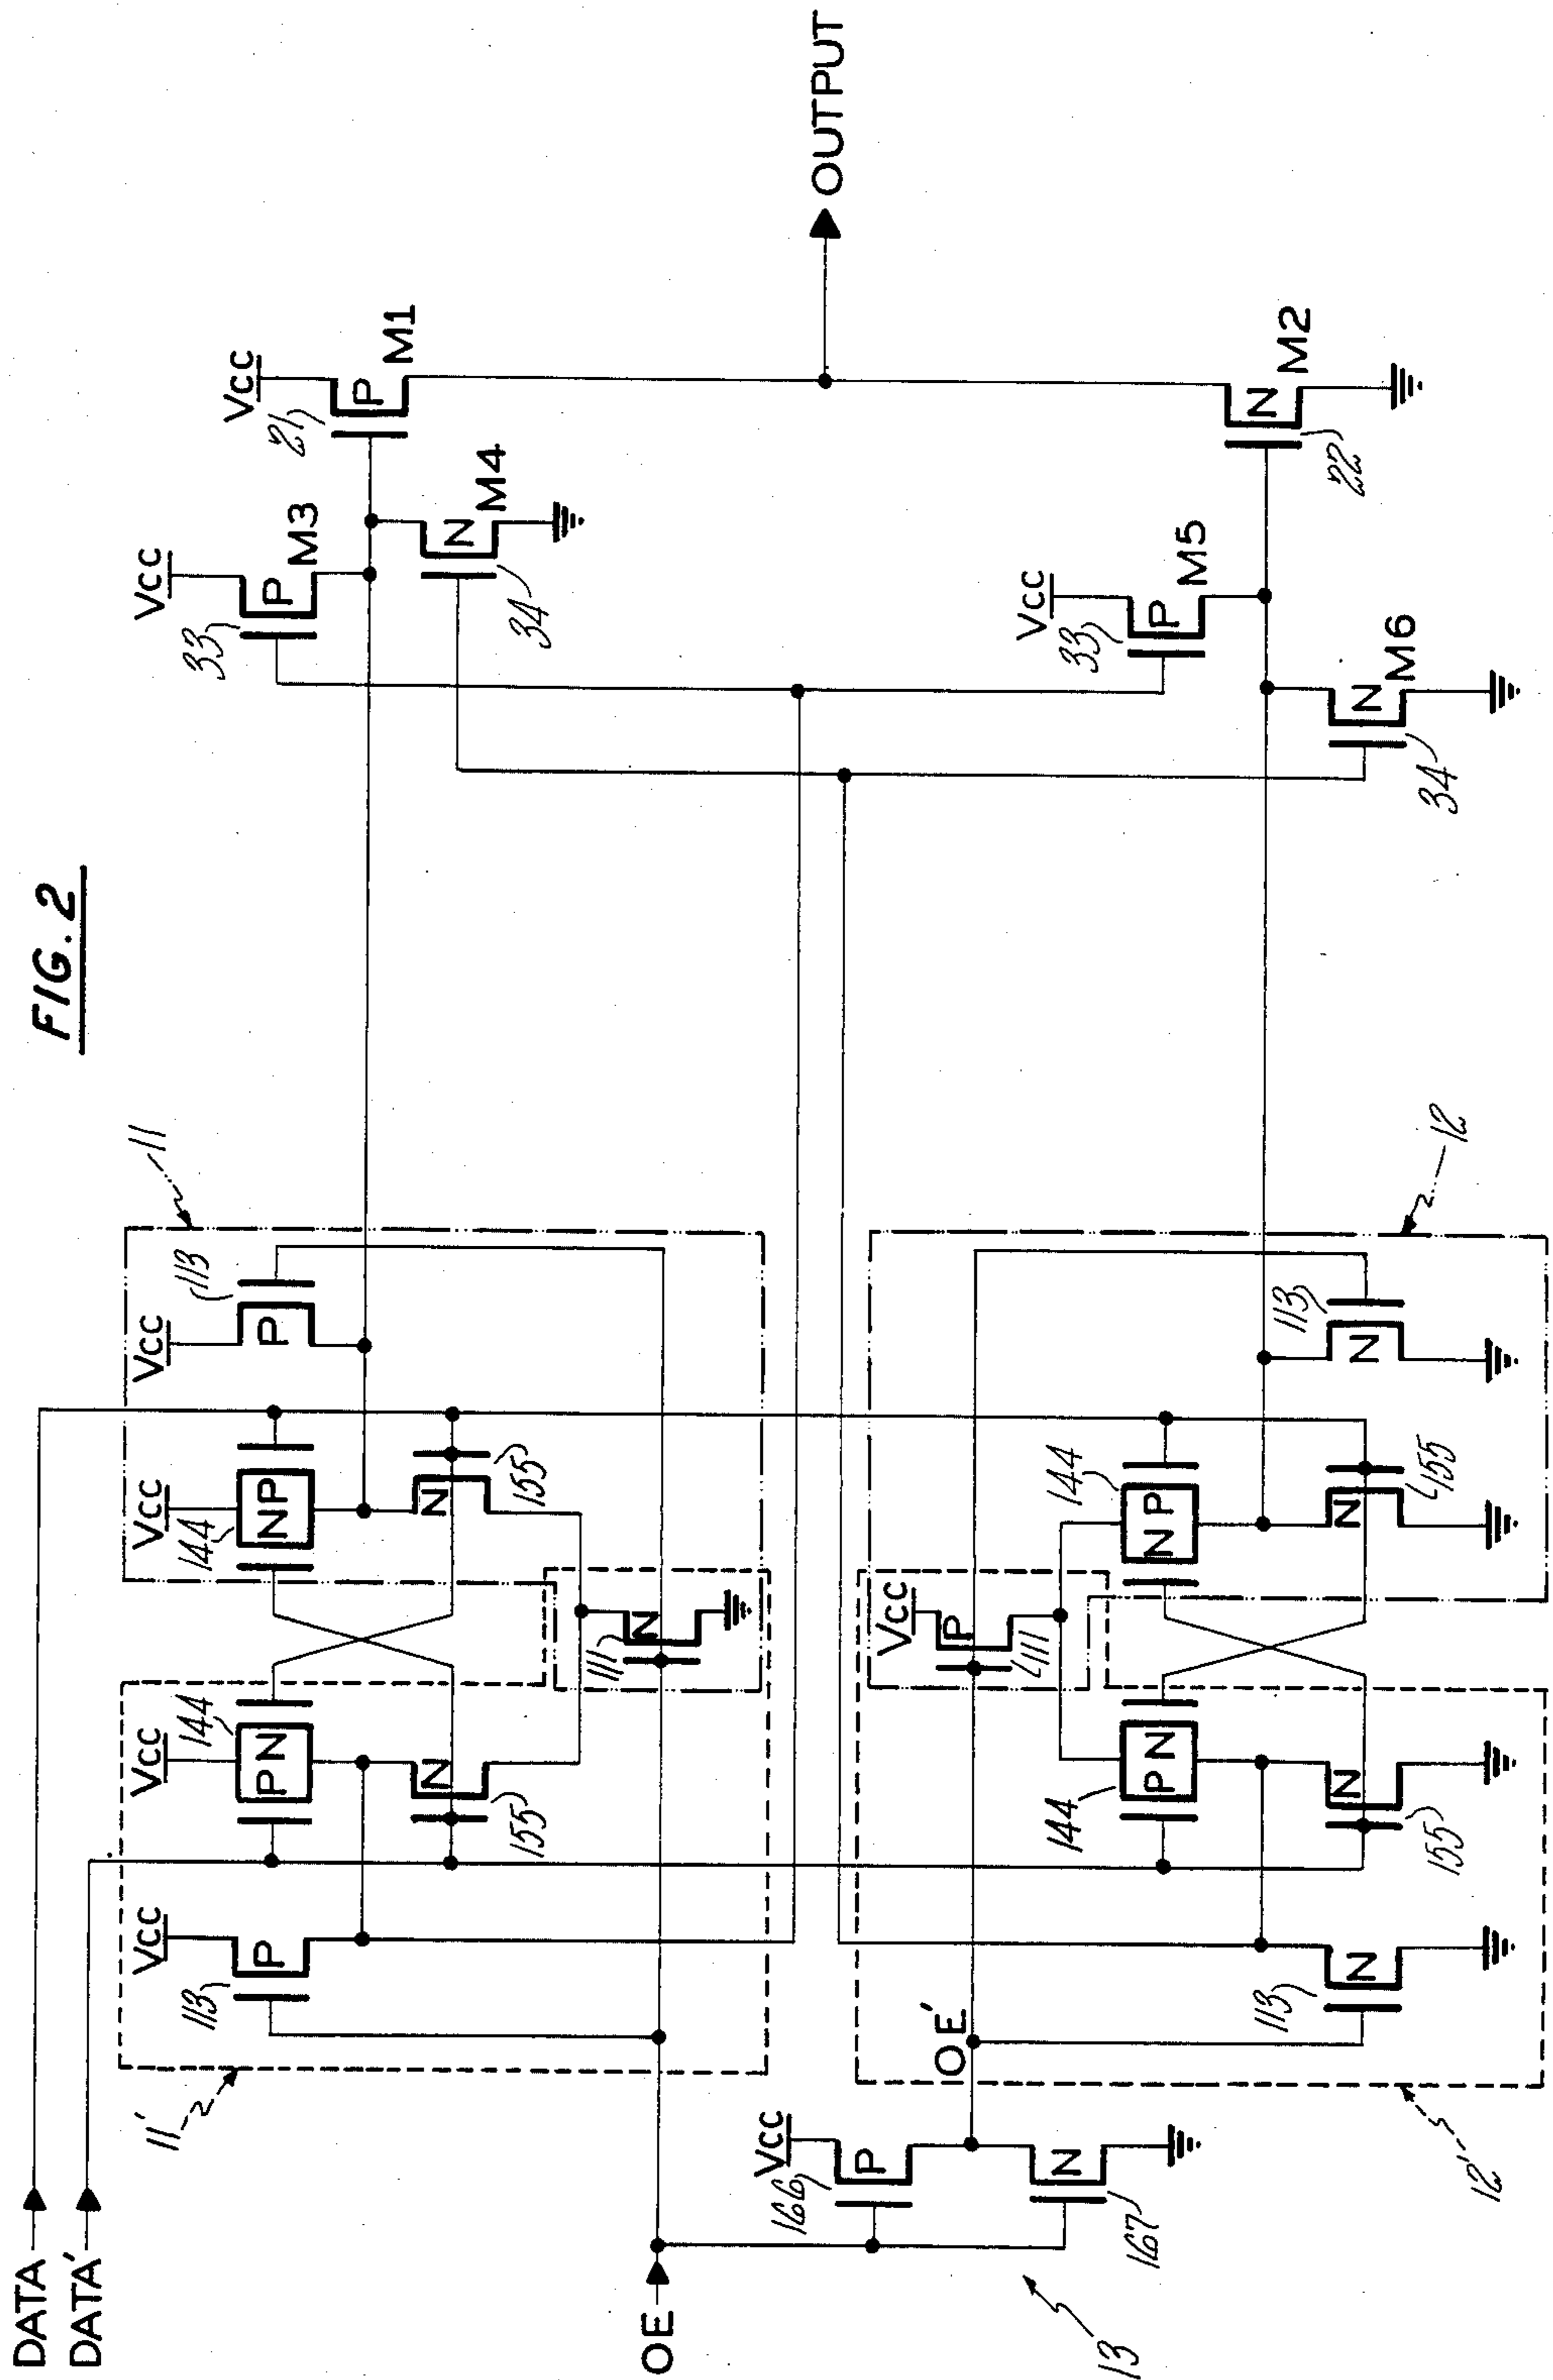 FIG. 2
DATA
DATA'
OE
OUTPUT
11'
11
Vcc
113
P
Vcc
144
PN
Vcc
144
NP
Vcc
113
P
N
155
N
155
111
N
Vcc
33
P
M3
34
N
M4
Vcc
21
P
M1
13
Vcc
166
P
167
N
OE'
12'
12
Vcc
P
111
144
PN
144
NP
113
N
155
N
N
155
113
N
Vcc
33
P
M5
34
N
M6
22
N
M2